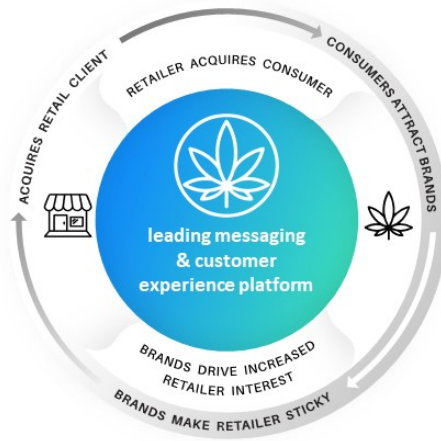 ACQUIRES RETAIL CLIENT
RETAILER ACQUIRES CONSUMER
CONSUMERS ATTRACT BRANDS
leading messaging
& customer
experience platform
BRANDS DRIVE INCREASED
RETAILER INTEREST
BRANDS MAKE RETAILER STICKY